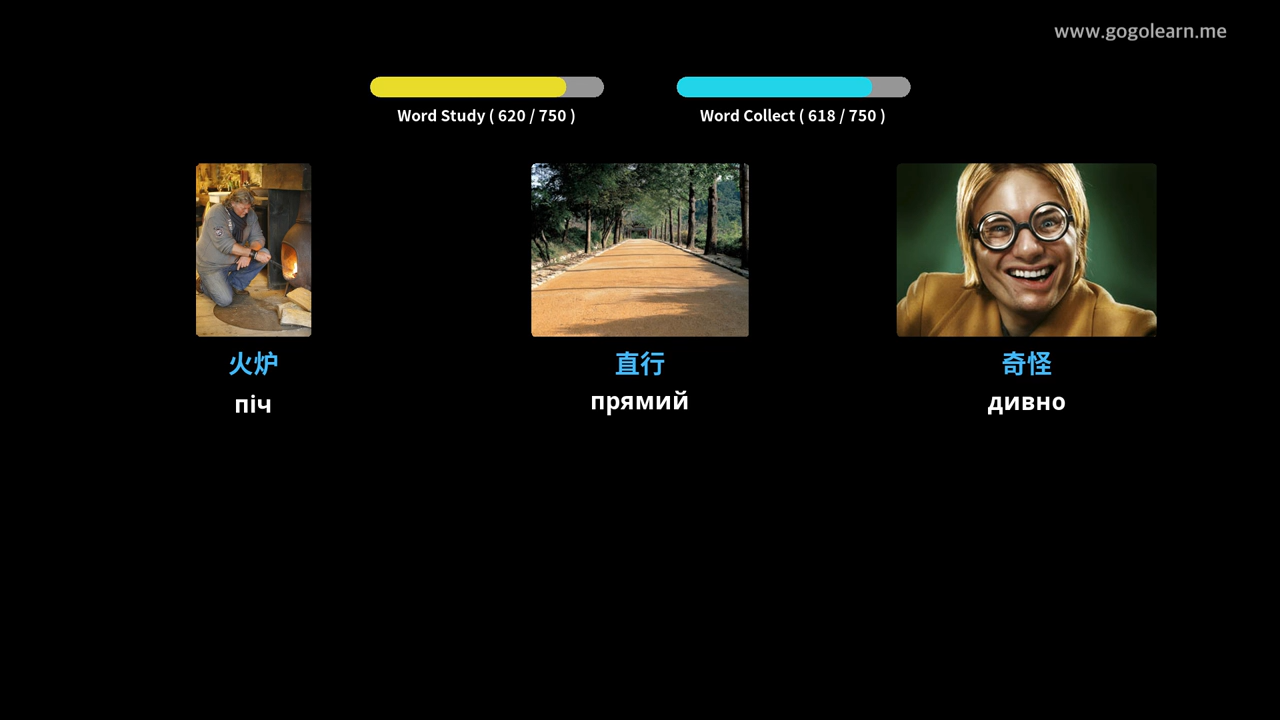 www.gogolearn.me
Word Study ( 620 / 750 )
Word Collect ( 618 / 750 )
火炉
直行
奇怪
піч
прямий
дивно